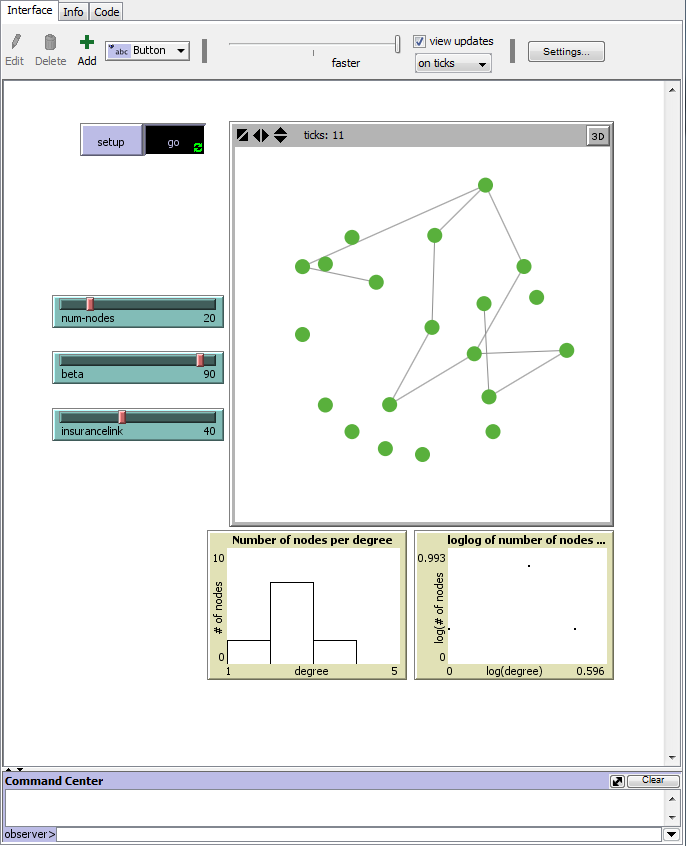 Interface Info Code
Edit Delete Add abc Button faster view updates on ticks Settings...
setup go
ticks: 11 3D
num-nodes 20
beta 90
insurancelink 40
Number of nodes per degree
10
# of nodes
0
1 degree 5
loglog of number of nodes ...
0.993
log(# of nodes
0
0 log(degree) 0.596
Command Center Clear
observer>